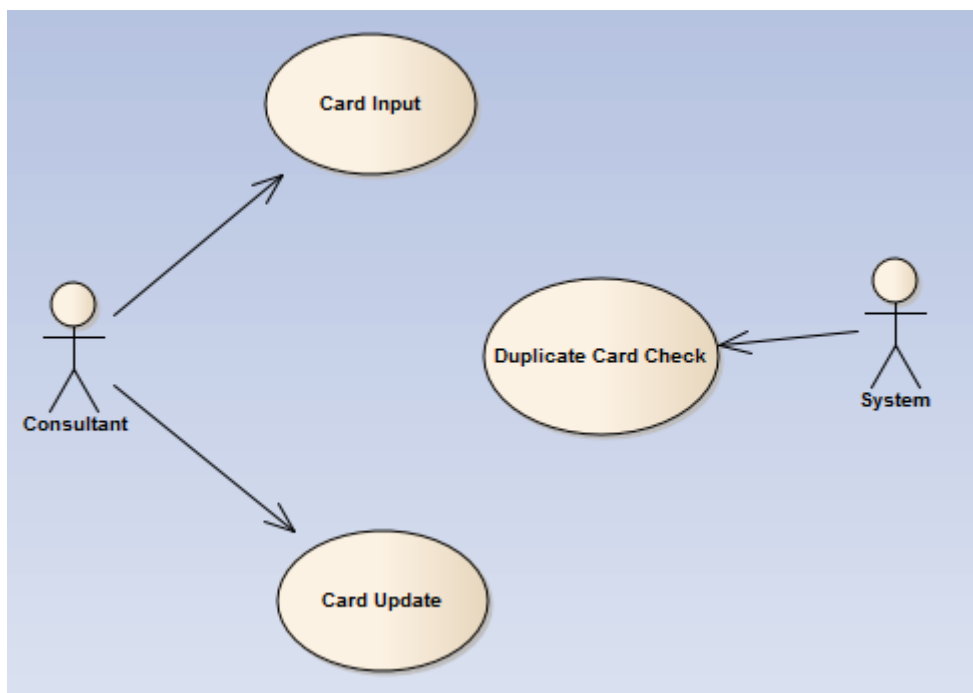 Card Input
Duplicate Card Check
System
Consultant
Card Update